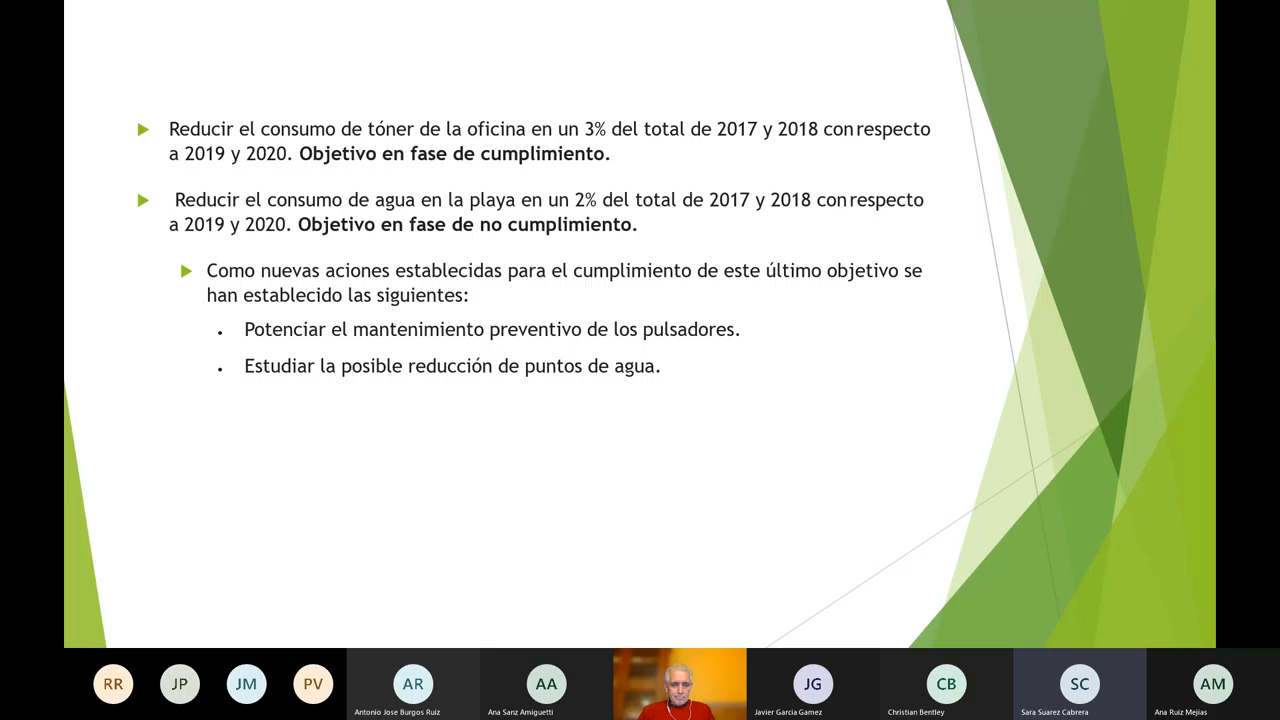 Reducir el consumo de tóner de la oficina en un 3% del total de 2017 y 2018 con respecto
a 2019 y 2020. Objetivo en fase de cumplimiento.
Reducir el consumo de agua en la playa en un 2% del total de 2017 y 2018 con respecto
a 2019 y 2020. Objetivo en fase de no cumplimiento.
Como nuevas aciones establecidas para el cumplimiento de este último objetivo se
han establecido las siguientes:
Potenciar el mantenimiento preventivo de los pulsadores.
Estudiar la posible reducción de puntos de agua.
RR JP JM PV AR AA JG CB SC AM
Antonio Jose Burgos Ruiz Ana Sanz Amiguetti Javier Garcia Gamez Christian Bentley Sara Suarez Cabrera Ana Ruiz Mejias